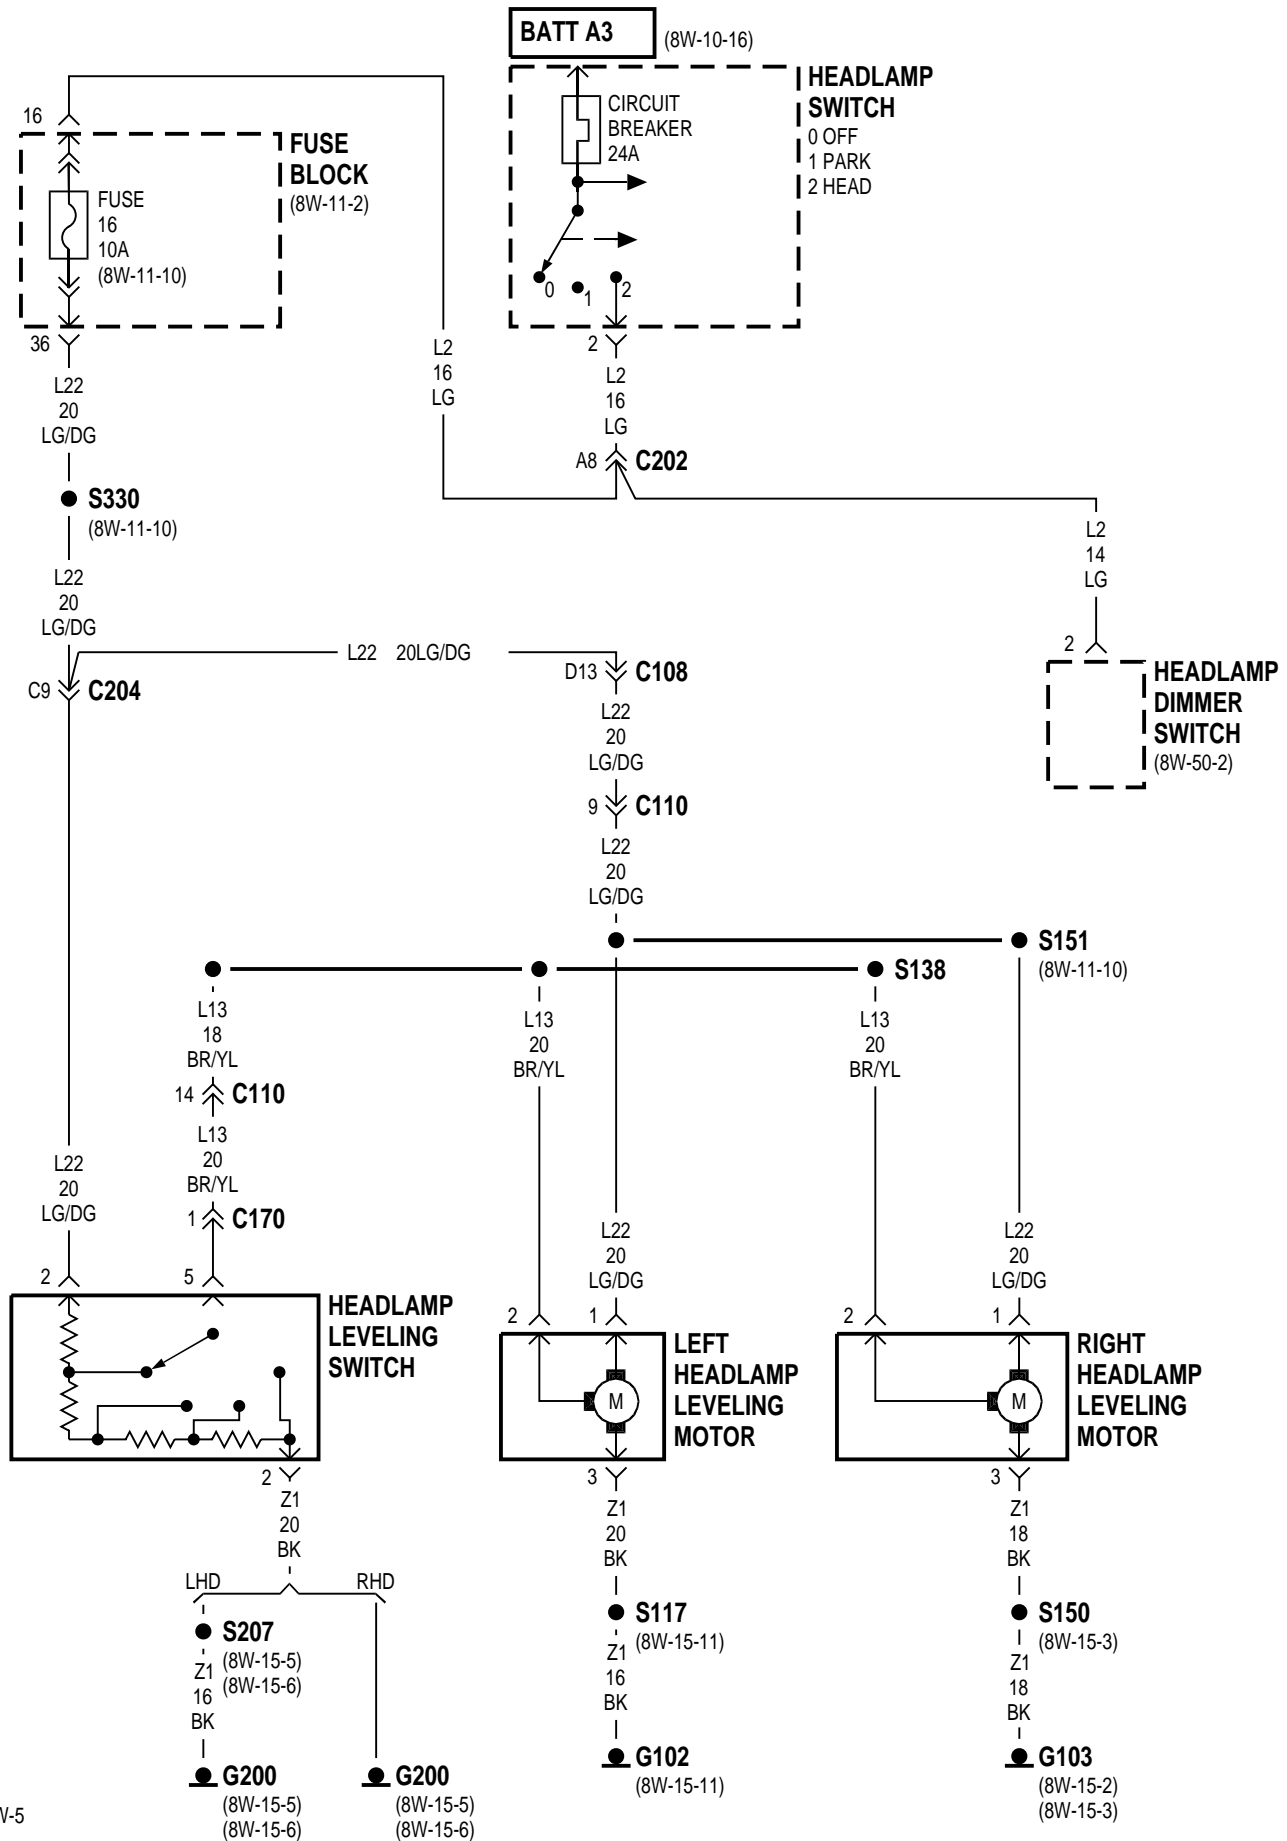 BATT A3
(8W-10-16)
HEADLAMP
SWITCH
0 OFF
1 PARK
2 HEAD
CIRCUIT
BREAKER
24A
0
1
2
2
16
FUSE
BLOCK
(8W-11-2)
FUSE
16
10A
(8W-11-10)
36
L22
20
LG/DG
L2
16
LG
L2
16
LG
A8
C202
S330
(8W-11-10)
L2
14
LG
L22
20
LG/DG
L22 20LG/DG
C9
C204
D13
C108
2
HEADLAMP
DIMMER
SWITCH
(8W-50-2)
L22
20
LG/DG
9
C110
L22
20
LG/DG
S151
(8W-11-10)
S138
L13
18
BR/YL
L13
20
BR/YL
L13
20
BR/YL
14
C110
L13
20
BR/YL
L22
20
LG/DG
1
C170
L22
20
LG/DG
L22
20
LG/DG
2
5
HEADLAMP
LEVELING
SWITCH
2
1
LEFT
HEADLAMP
LEVELING
MOTOR
M
2
1
RIGHT
HEADLAMP
LEVELING
MOTOR
M
2
3
3
Z1
20
BK
Z1
20
BK
Z1
18
BK
LHD
RHD
S207
(8W-15-5)
(8W-15-6)
S117
(8W-15-11)
S150
(8W-15-3)
Z1
16
BK
Z1
16
BK
Z1
18
BK
G200
(8W-15-5)
(8W-15-6)
G200
(8W-15-5)
(8W-15-6)
G102
(8W-15-11)
G103
(8W-15-2)
(8W-15-3)
W-5